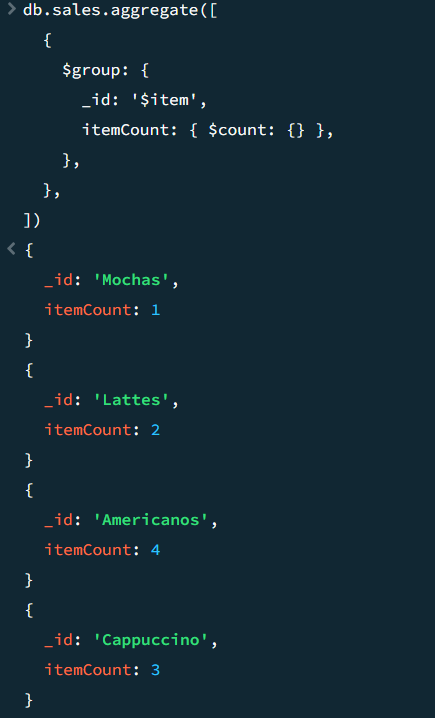 > db.sales.aggregate([
  {
    $group: {
      _id: '$item',
      itemCount: { $count: {} },
    },
  },
])
< {
  _id: 'Mochas',
  itemCount: 1
}
{
  _id: 'Lattes',
  itemCount: 2
}
{
  _id: 'Americanos',
  itemCount: 4
}
{
  _id: 'Cappuccino',
  itemCount: 3
}